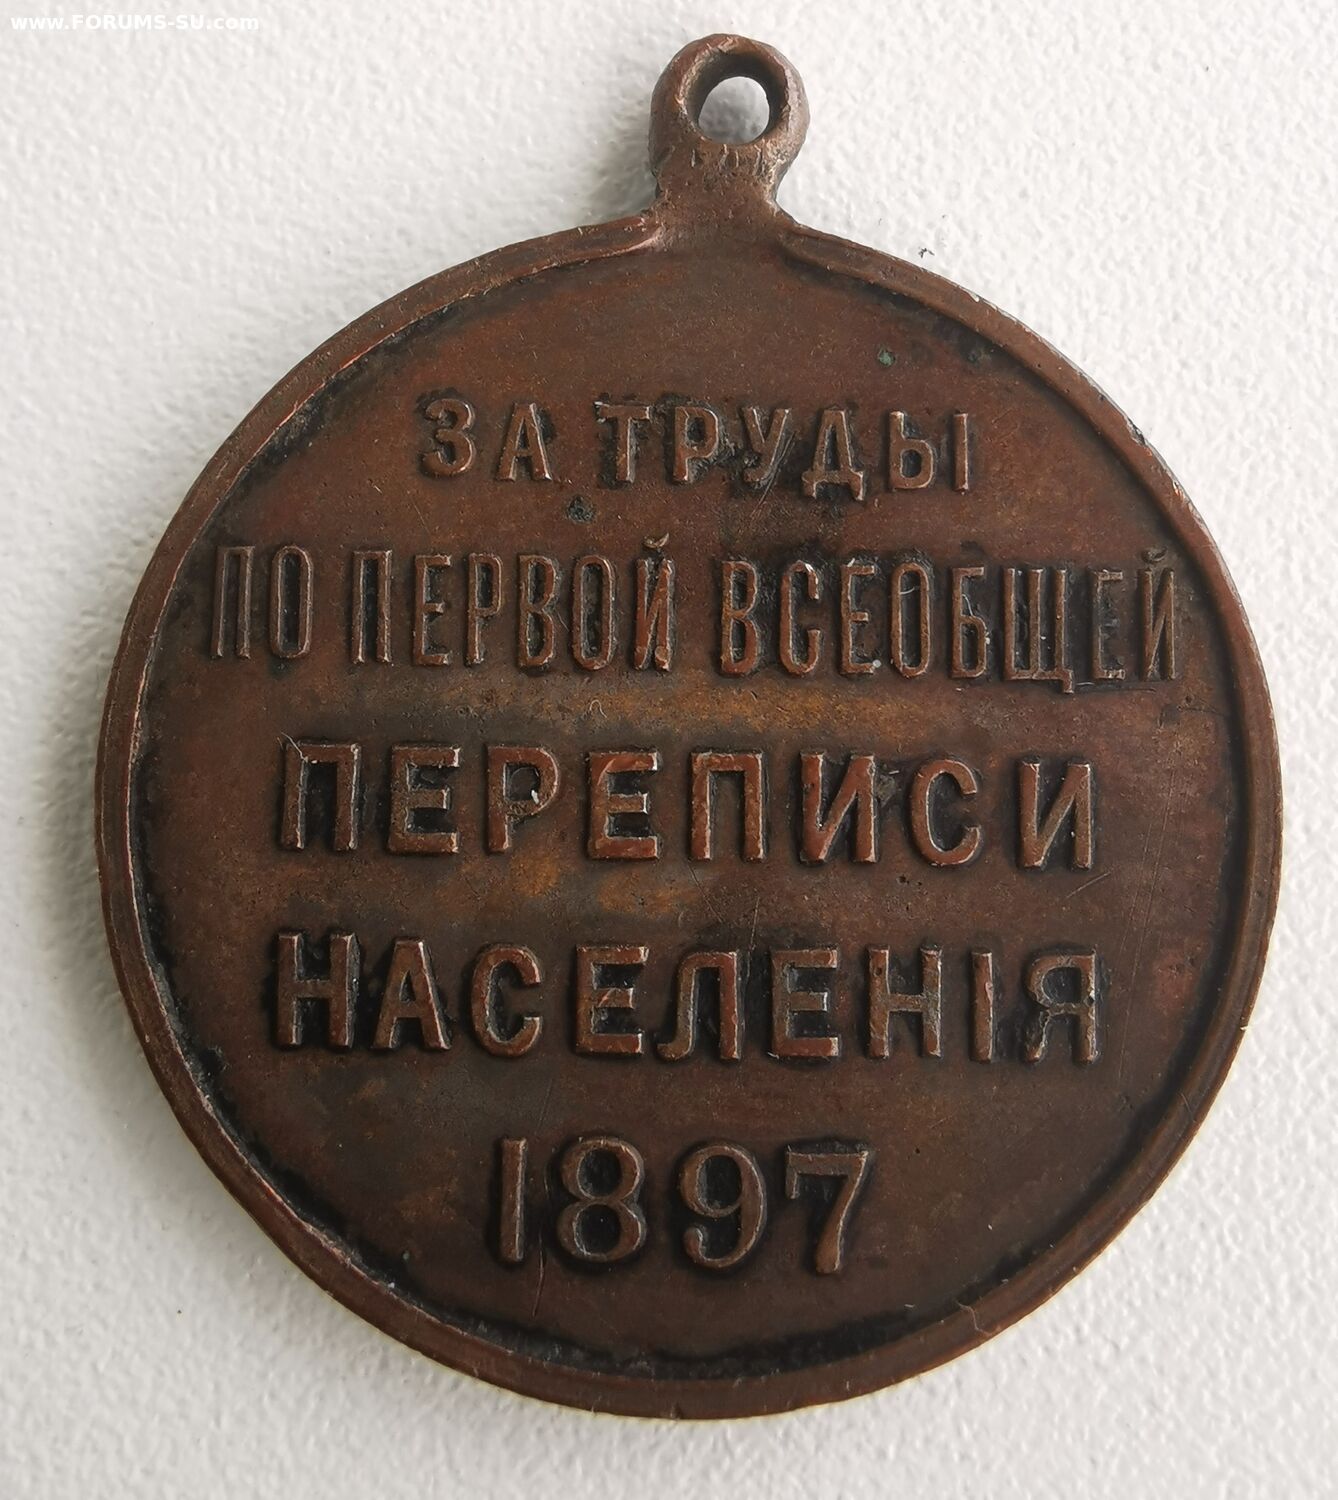 www.FORUMS-SU.com
ЗА ТРУДЫ
ПО ПЕРВОЙ ВСЕОБЩЕЙ
ПЕРЕПИСИ
НАСЕЛЕНІЯ
1897